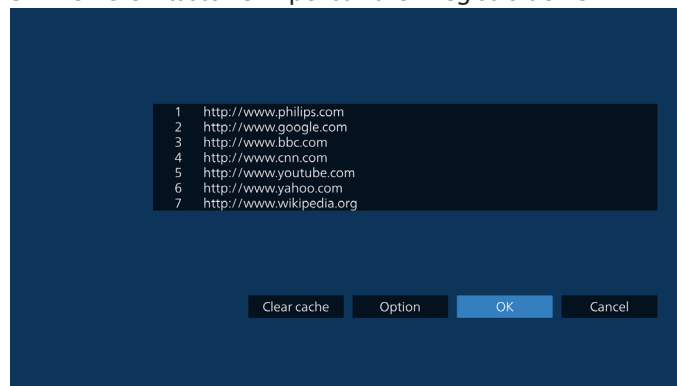 1 http://www.philips.com
2 http://www.google.com
3 http://www.bbc.com
4 http://www.cnn.com
5 http://www.youtube.com
6 http://www.yahoo.com
7 http://www.wikipedia.org
Clear cache Option OK Cancel